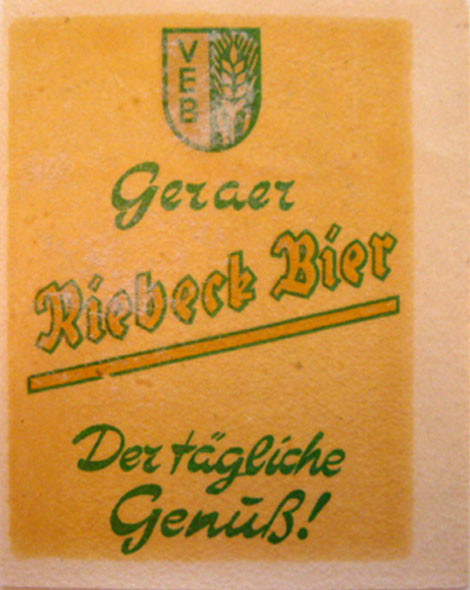 VEB
Geraer
Riebeck Bier
Der tägliche
Genuß!